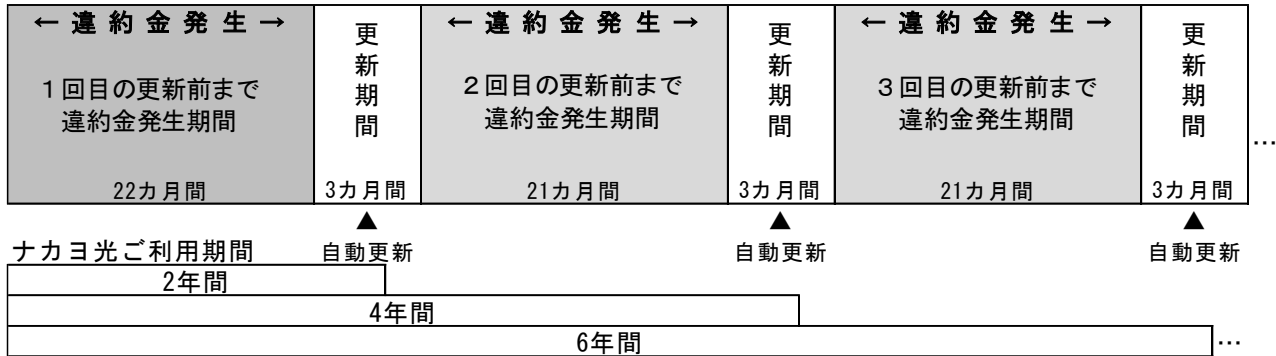 ← 違 約 金 発 生 →
1回目の更新前まで
違約金発生期間
22カ月間
更新期間
3カ月間
← 違 約 金 発 生 →
2回目の更新前まで
違約金発生期間
21カ月間
更新期間
3カ月間
← 違 約 金 発 生 →
3回目の更新前まで
違約金発生期間
21カ月間
更新期間
3カ月間
…
▲
自動更新
▲
自動更新
▲
自動更新
ナカヨ光ご利用期間
2年間
4年間
6年間
…